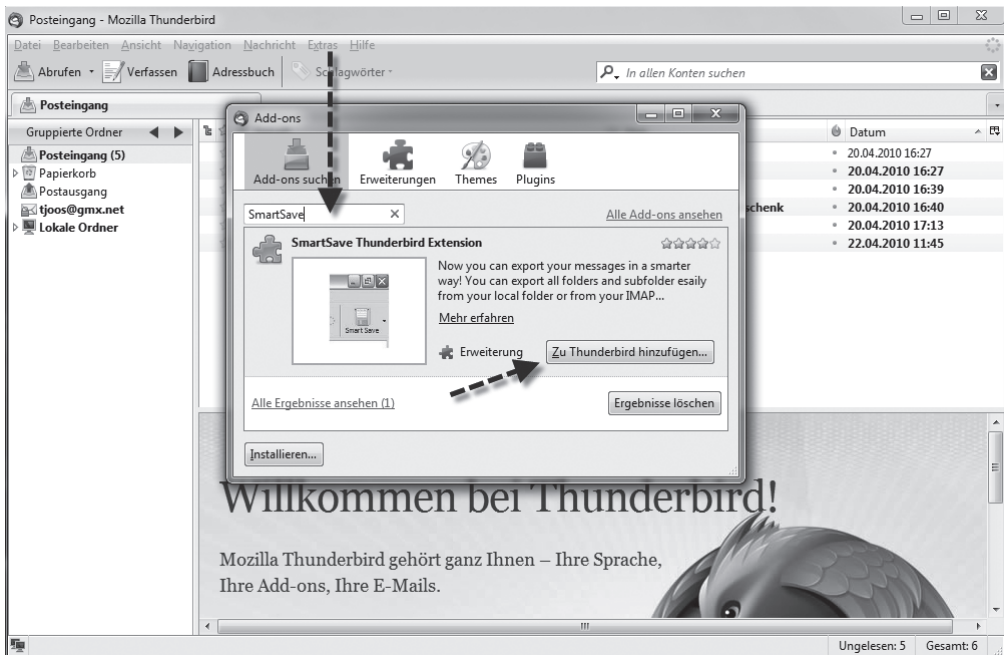 Posteingang - Mozilla Thunderbird
Datei Bearbeiten Ansicht Navigation Nachricht Extras Hilfe
Abrufen Verfassen Adressbuch Schlagwörter In allen Konten suchen
Posteingang
Gruppierte Ordner
Posteingang (5)
Papierkorb
Postausgang
tjoos@gmx.net
Lokale Ordner
Datum
20.04.2010 16:27
20.04.2010 16:27
20.04.2010 16:39
chenk 20.04.2010 16:40
20.04.2010 17:13
22.04.2010 11:45
Add-ons
Add-ons suchen Erweiterungen Themes Plugins
SmartSave Alle Add-ons ansehen
SmartSave Thunderbird Extension
Smart Save
Now you can export your messages in a smarter
way! You can export all folders and subfolder esaily
from your local folder or from your IMAP...
Mehr erfahren
Erweiterung Zu Thunderbird hinzufügen...
Alle Ergebnisse ansehen (1) Ergebnisse löschen
Installieren...
Willkommen bei Thunderbird!
Mozilla Thunderbird gehört ganz Ihnen – Ihre Sprache,
Ihre Add-ons, Ihre E-Mails.
Ungelesen: 5 Gesamt: 6